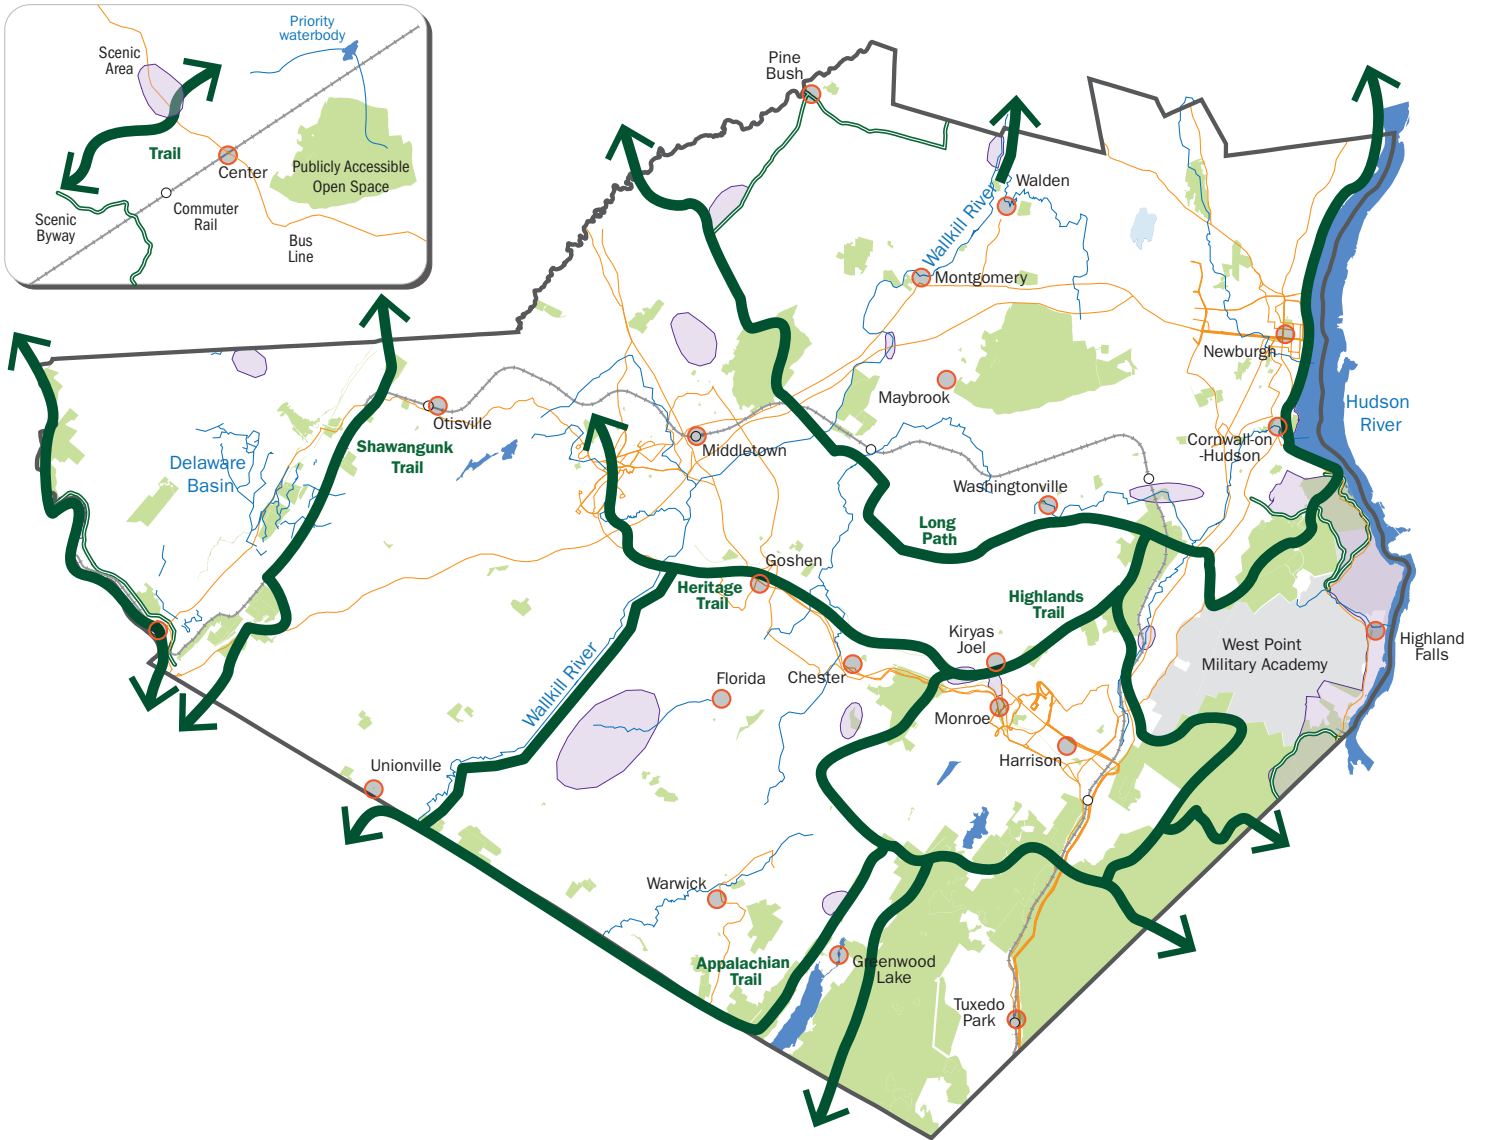 Priority
waterbody
Scenic
Area
Trail
Center
Publicly Accessible
Open Space
Commuter
Rail
Scenic
Byway
Bus
Line
Pine
Bush
Walden
Wallkill River
Montgomery
Newburgh
Maybrook
Hudson
River
Otisville
Shawangunk
Trail
Middletown
Cornwall-on
-Hudson
Delaware
Basin
Washingtonville
Long
Path
Goshen
Heritage
Trail
Highlands
Trail
Kiryas
Joel
West Point
Military Academy
Highland
Falls
Chester
Florida
Wallkill River
Monroe
Harrison
Unionville
Warwick
Appalachian
Trail
Greenwood
Lake
Tuxedo
Park